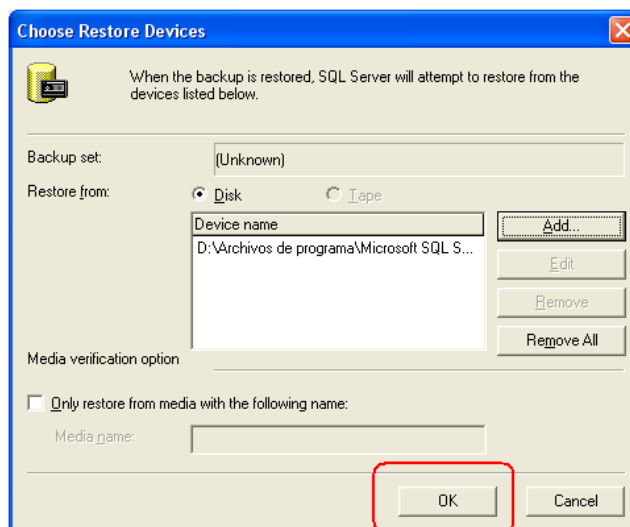 Choose Restore Devices
When the backup is restored, SQL Server will attempt to restore from the
devices listed below.
Backup set: (Unknown)
Restore from: Disk Tape
Device name
Add...
D:\Archivos de programa\Microsoft SQL S...
Edit
Remove
Remove All
Media verification option
Only restore from media with the following name:
Media name:
OK Cancel